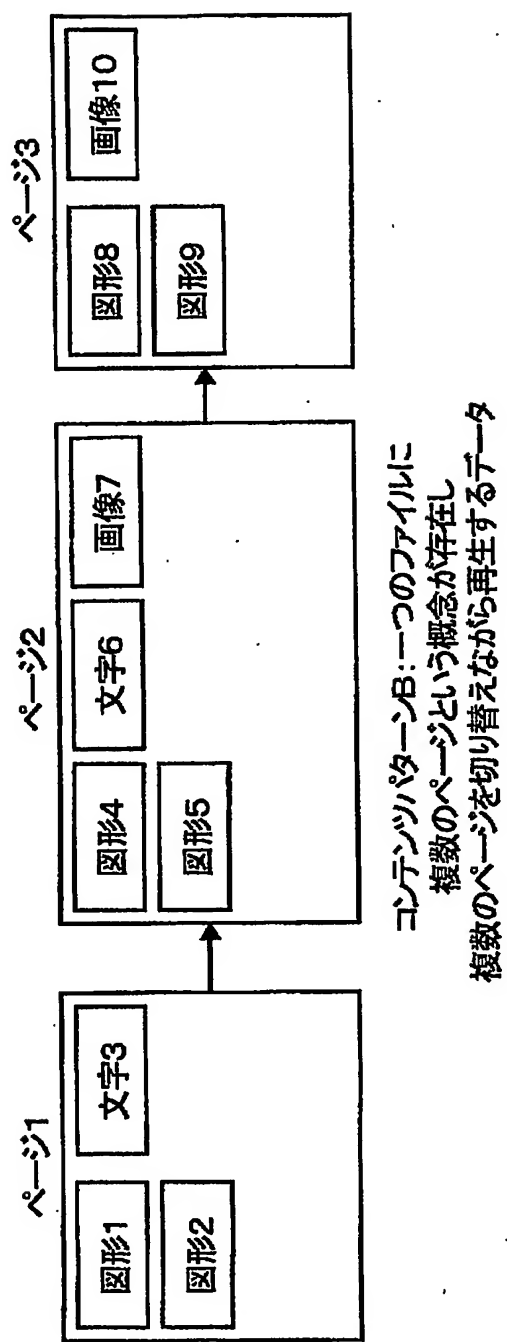 ページ1
図形1
文字3
図形2
ページ2
図形4
文字6
画像7
図形5
ページ3
図形8
画像10
図形9
コンテンツパターンB:一つのファイルに
複数のページという概念が存在し
複数のページを切り替えながら再生するデータ